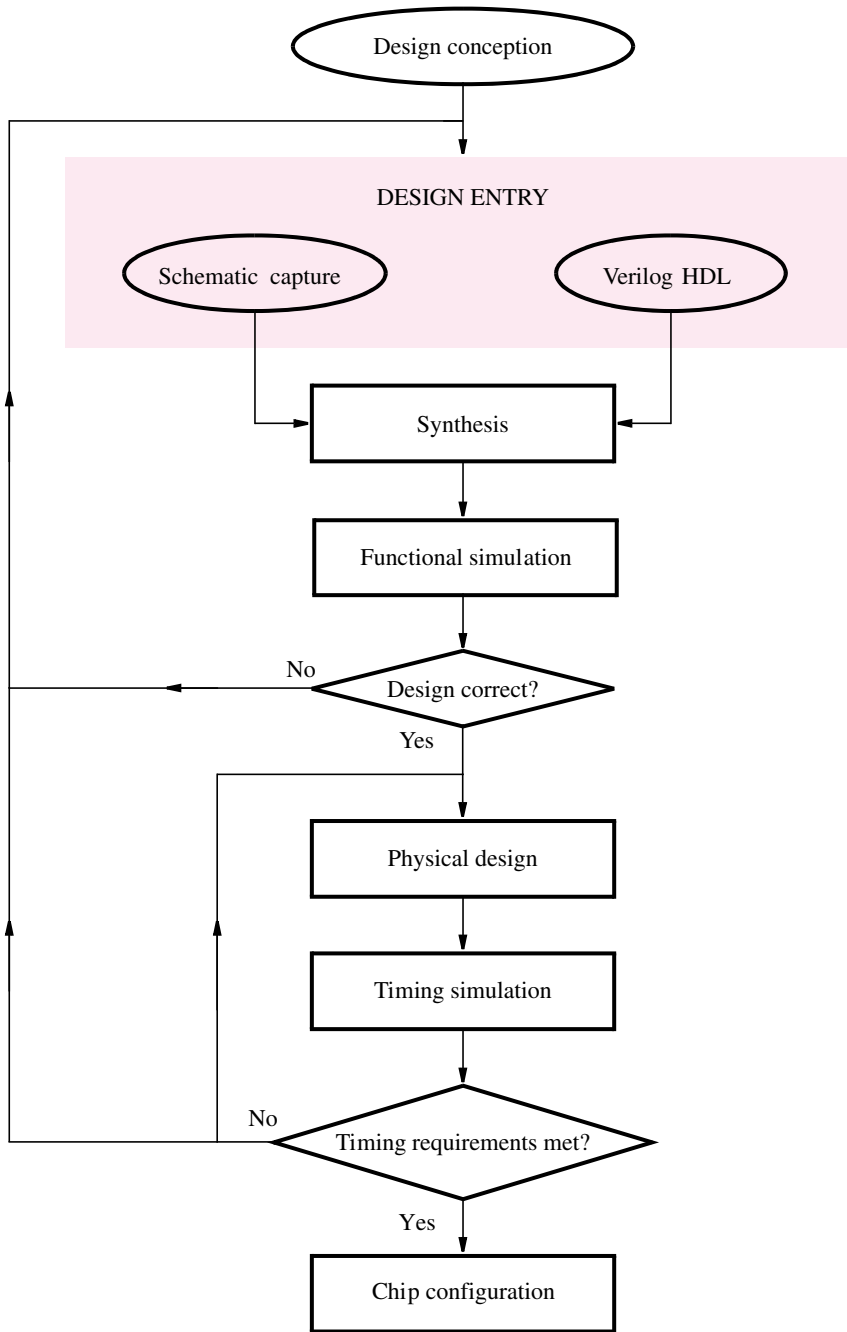 Design conception
DESIGN ENTRY
Schematic capture
Verilog HDL
Synthesis
Functional simulation
No
Design correct?
Yes
Physical design
Timing simulation
No
Timing requirements met?
Yes
Chip configuration